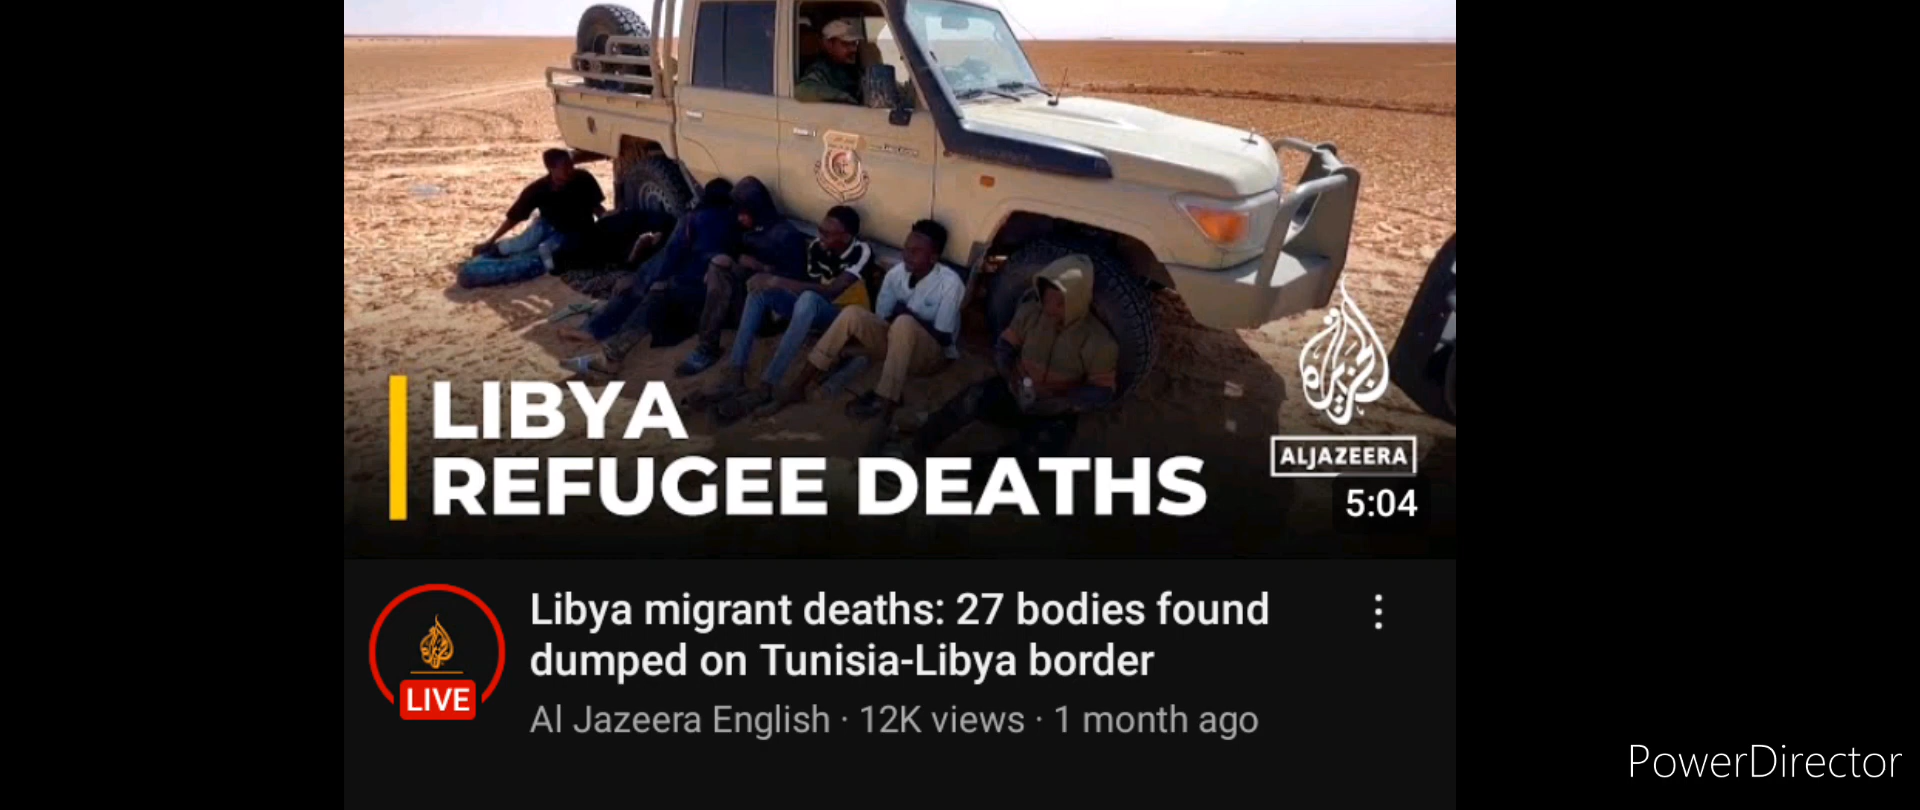 LIBYA
REFUGEE DEATHS
ALJAZEERA
5:04
Libya migrant deaths: 27 bodies found
dumped on Tunisia-Libya border
LIVE
Al Jazeera English · 12K views · 1 month ago
PowerDirector